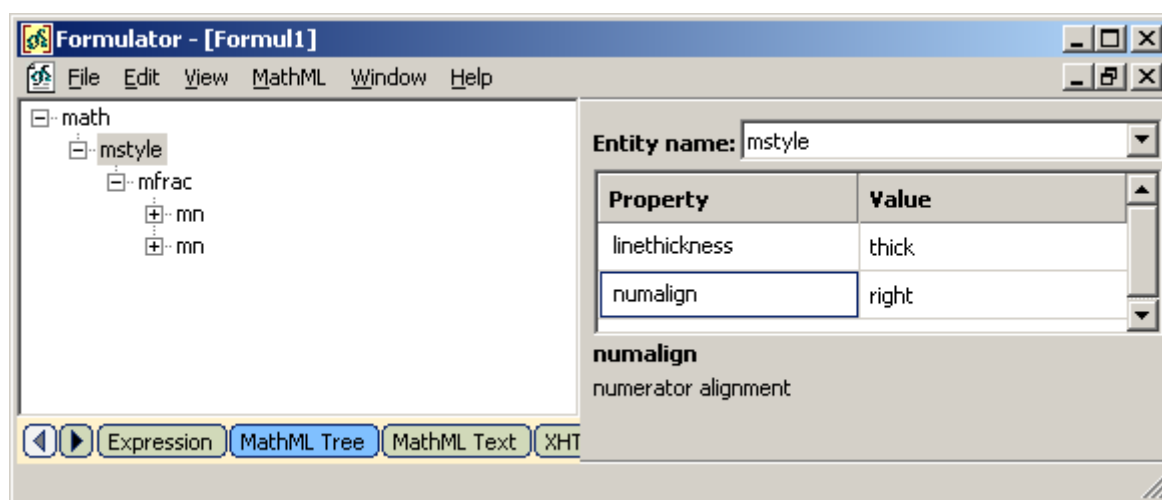 Formulator - [Formul1]
File Edit View MathML Window Help
math
mstyle
mfrac
mn
mn
Entity name: mstyle
Property Value
linethickness thick
numalign right
numalign
numerator alignment
Expression MathML Tree MathML Text XHT